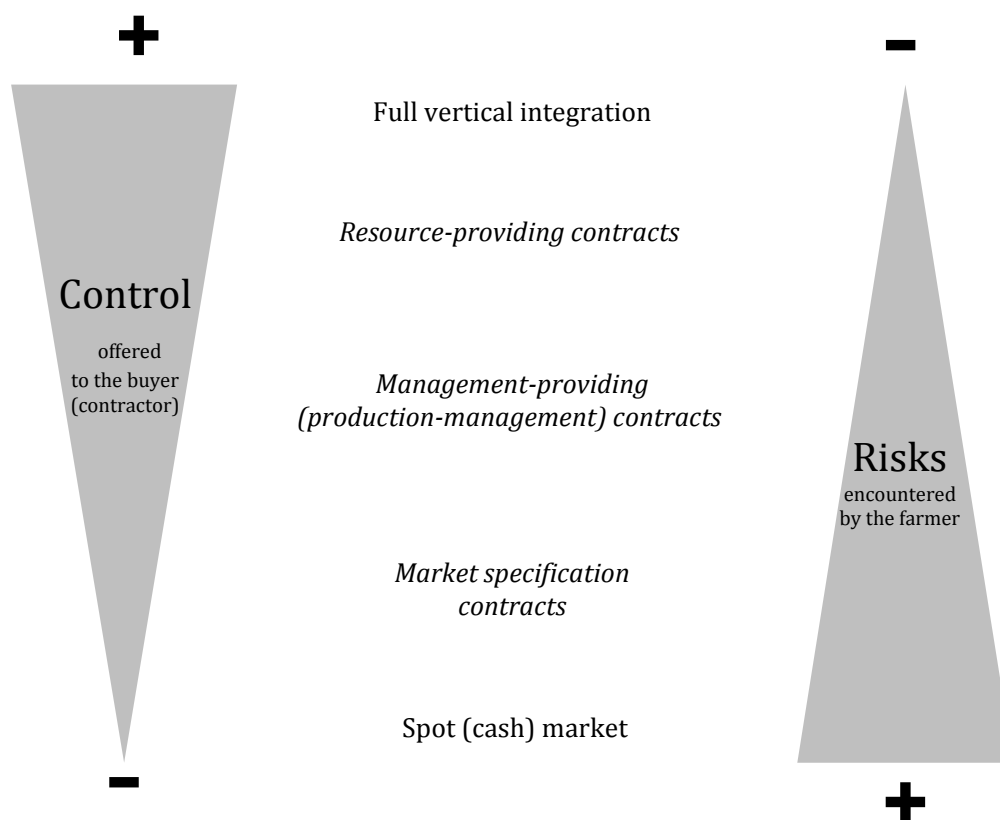 +
-
Full vertical integration
Resource-providing contracts
Control
offered
to the buyer
(contractor)
Management-providing
(production-management) contracts
Risks
encountered
by the farmer
Market specification
contracts
Spot (cash) market
-
+